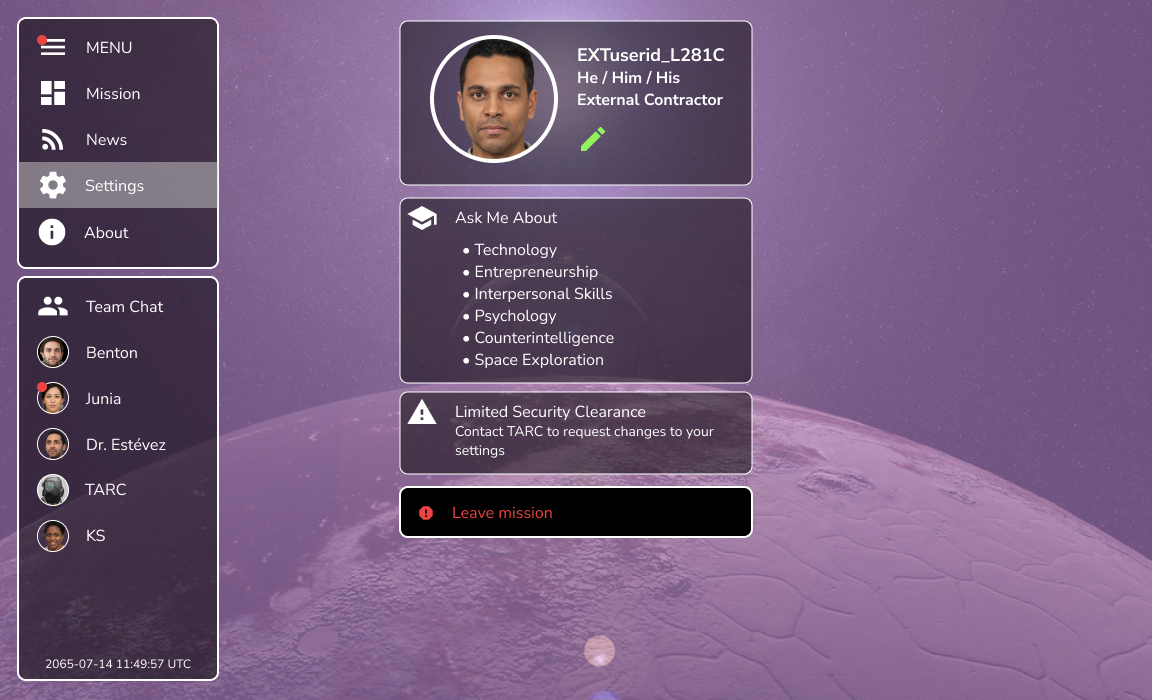 MENU
Mission
News
Settings
About
Team Chat
Benton
Junia
Dr. Estévez
TARC
KS
2065-07-14 11:49:57 UTC
EXTuserid_L281C
He / Him / His
External Contractor
Ask Me About
• Technology
• Entrepreneurship
• Interpersonal Skills
• Psychology
• Counterintelligence
• Space Exploration
Limited Security Clearance
Contact TARC to request changes to your
settings
Leave mission